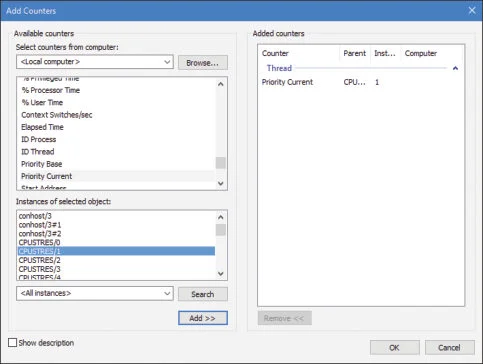 Add Counters
Available counters
Select counters from computer:
<Local computer>
Browse...
% Privileged Time
% Processor Time
% User Time
Context Switches/sec
Elapsed Time
ID Process
ID Thread
Priority Base
Priority Current
Start Address
Instances of selected object:
conhost/3
conhost/3#1
conhost/3#2
CPUSTRES/0
CPUSTRES/1
CPUSTRES/2
CPUSTRES/3
CPUSTRES/4
<All instances>
Search
Add >>
Added counters
Counter Parent Inst... Computer
Thread
Priority Current CPU... 1
Remove <<
Show description
OK
Cancel